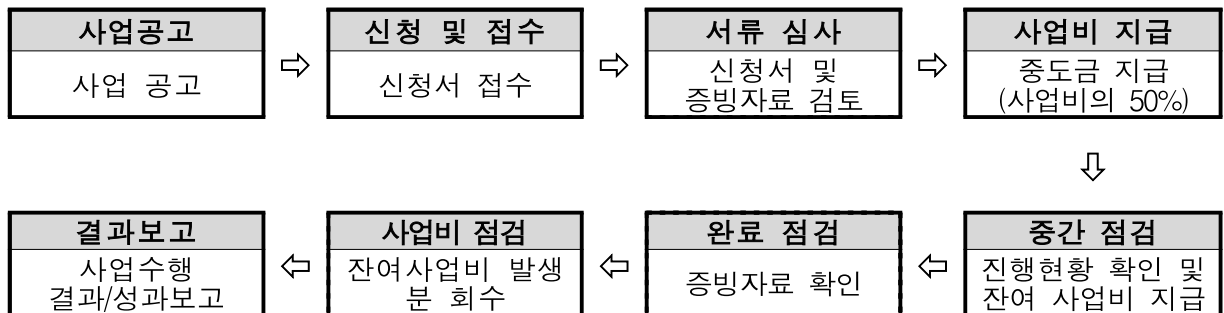 사업공고
사업 공고
신청 및 접수
신청서 접수
서류 심사
신청서 및
증빙자료 검토
사업비 지급
중도금 지급
(사업비의 50%)
중간 점검
진행현황 확인 및
잔여 사업비 지급
완료 점검
증빙자료 확인
사업비 점검
잔여사업비 발생
분 회수
결과보고
사업수행
결과/성과보고